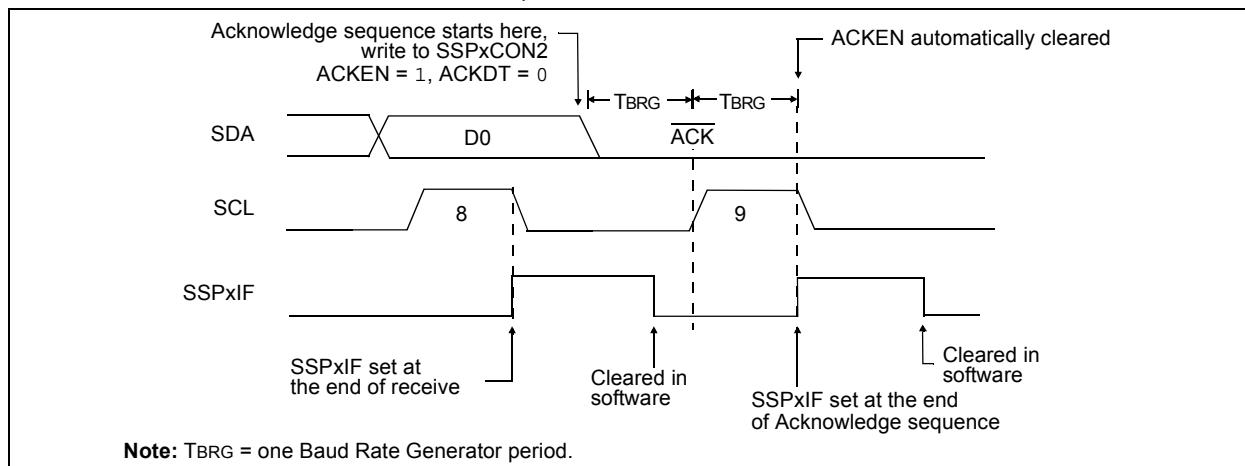 Acknowledge sequence starts here,
write to SSPxCON2
ACKEN = 1, ACKDT = 0
ACKEN automatically cleared
TBRG
TBRG
SDA
D0
ACK
SCL
8
9
SSPxIF
SSPxIF set at
the end of receive
Cleared in
software
SSPxIF set at the end
of Acknowledge sequence
Cleared in
software
Note: TBRG = one Baud Rate Generator period.